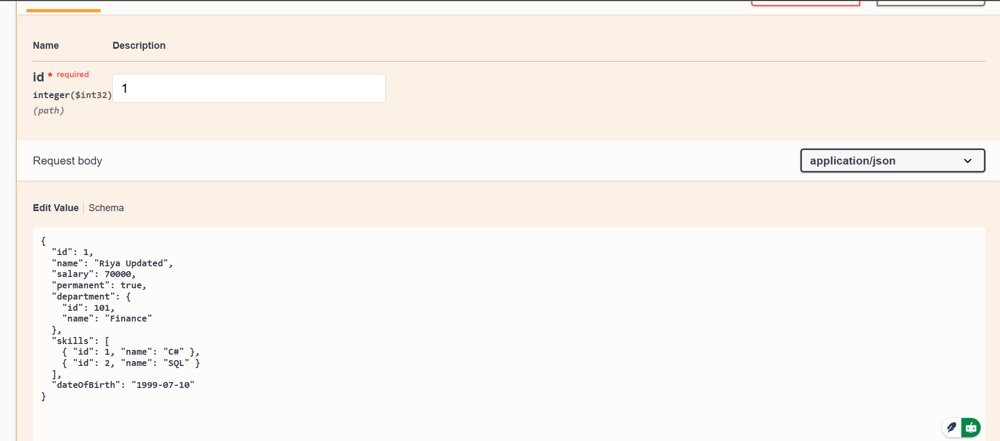 Name Description
id * required
1
integer($int32)
(path)
Request body
application/json
Edit Value Schema
{
  "id": 1,
  "name": "Riya Updated",
  "salary": 70000,
  "permanent": true,
  "department": {
    "id": 101,
    "name": "Finance"
  },
  "skills": [
    { "id": 1, "name": "C#" },
    { "id": 2, "name": "SQL" }
  ],
  "dateOfBirth": "1999-07-10"
}